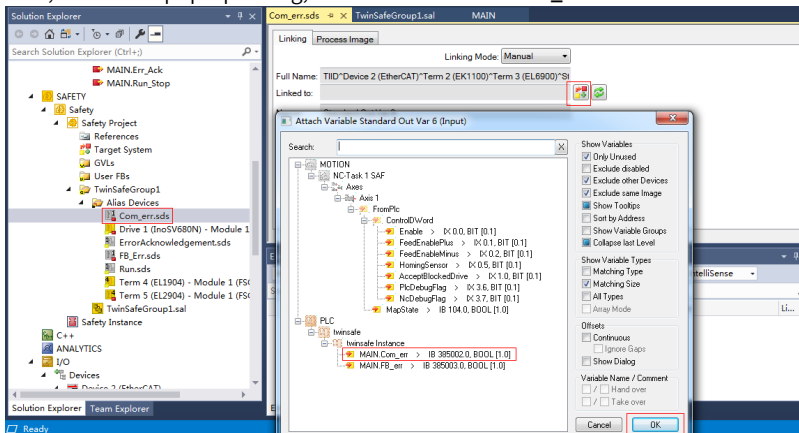 Solution Explorer
Search Solution Explorer (Ctrl+;)
MAIN.Err_Ack
MAIN.Run_Stop
SAFETY
Safety
Safety Project
References
Target System
GVLs
User FBs
TwinSafeGroup1
Alias Devices
Com_err.sds
Drive 1 (InoSV680N) - Module 1
ErrorAcknowledgement.sds
FB_Err.sds
Run.sds
Term 4 (EL1904) - Module 1 (FSO
Term 5 (EL2904) - Module 1 (FSO
TwinSafeGroup1.sal
Safety Instance
C++
ANALYTICS
I/O
Devices
Solution Explorer Team Explorer
Ready
Com_err.sds TwinSafeGroup1.sal MAIN
Linking Process Image
Linking Mode: Manual
Full Name: TIID^Device 2 (EtherCAT)^Term 2 (EK1100)^Term 3 (EL6900)^St
Linked to:
Attach Variable Standard Out Var 6 (Input)
Search: X
MOTION
NC-Task 1 SAF
Axes
Axis 1
FromPlc
ControlDWord
Enable > IX 0.0, BIT [0.1]
FeedEnablePlus > IX 0.1, BIT [0.1]
FeedEnableMinus > IX 0.2, BIT [0.1]
HomingSensor > IX 0.5, BIT [0.1]
AcceptBlockedDrive > IX 1.0, BIT [0.1]
PlcDebugFlag > IX 3.6, BIT [0.1]
NcDebugFlag > IX 3.7, BIT [0.1]
MapState > IB 104.0, BOOL [1.0]
PLC
twinsafe
twinsafe Instance
MAIN.Com_err > IB 385002.0, BOOL [1.0]
MAIN.FB_err > IB 385003.0, BOOL [1.0]
Show Variables
Only Unused
Exclude disabled
Exclude other Devices
Exclude same Image
Show Tooltips
Sort by Address
Show Variable Groups
Collapse last Level
Show Variable Types
Matching Type
Matching Size
All Types
Array Mode
Offsets
Continuous
Ignore Gaps
Show Dialog
Variable Name / Comment
/ Hand over
/ Take over
Cancel OK
ntelliSense
Li...